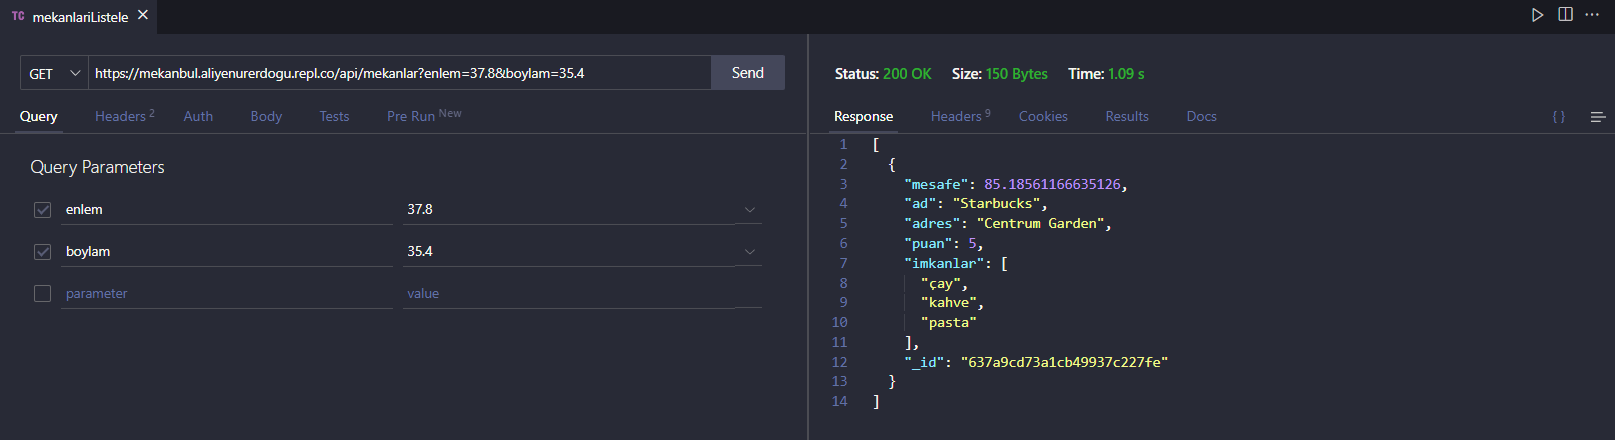 TC mekanlariListele
GET https://mekanbul.aliyenurerdogu.repl.co/api/mekanlar?enlem=37.8&boylam=35.4 Send
Query Headers 2 Auth Body Tests Pre Run New
Query Parameters
enlem 37.8
boylam 35.4
parameter value
Status: 200 OK Size: 150 Bytes Time: 1.09 s
Response Headers 9 Cookies Results Docs { }
1 [
2 {
3 "mesafe": 85.18561166635126,
4 "ad": "Starbucks",
5 "adres": "Centrum Garden",
6 "puan": 5,
7 "imkanlar": [
8 "çay",
9 "kahve",
10 "pasta"
11 ],
12 "_id": "637a9cd73a1cb49937c227fe"
13 }
14 ]